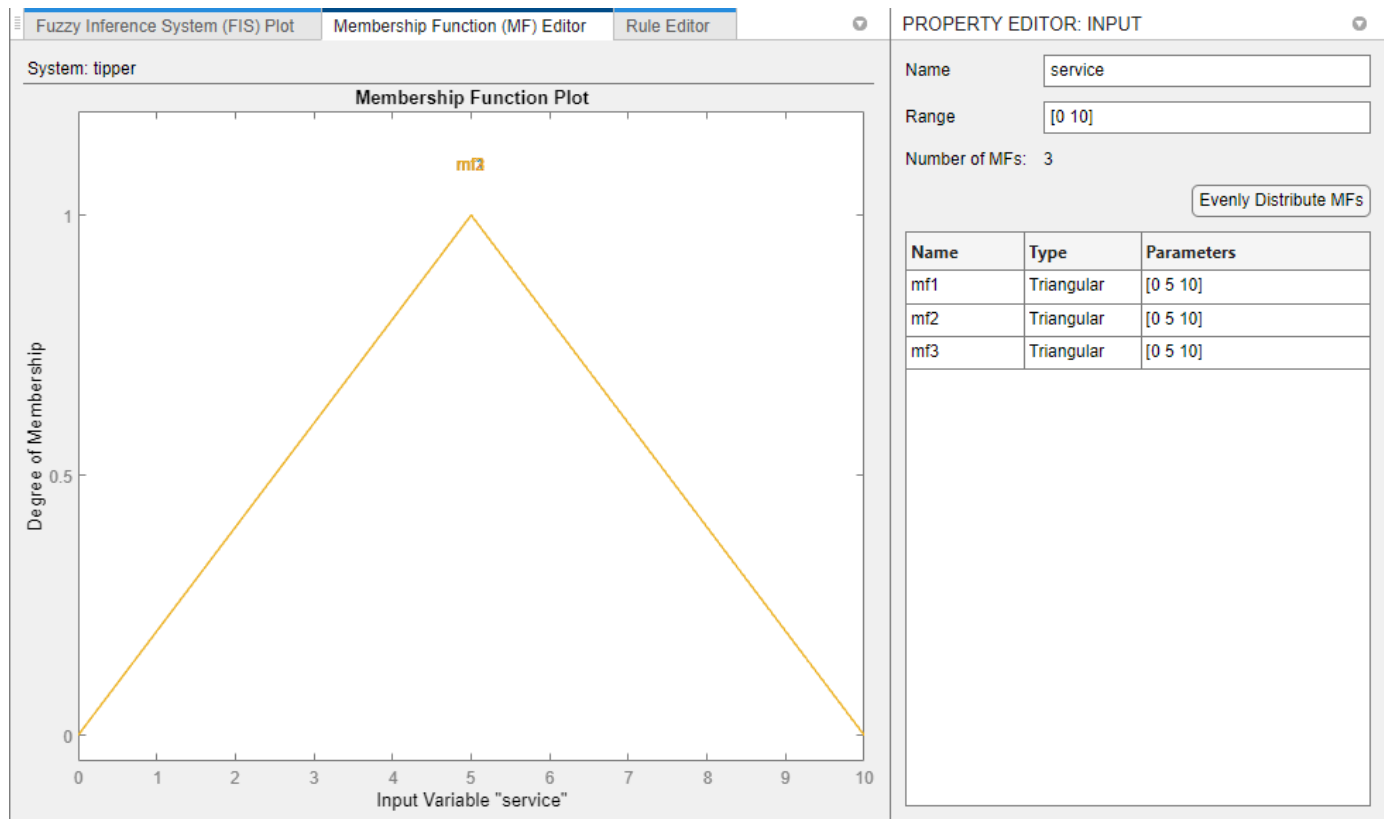 Fuzzy Inference System (FIS) Plot
Membership Function (MF) Editor
Rule Editor
System: tipper
Membership Function Plot
1
0.5
0
Degree of Membership
0 1 2 3 4 5 6 7 8 9 10
Input Variable "service"
PROPERTY EDITOR: INPUT
Name service
Range [0 10]
Number of MFs: 3
Evenly Distribute MFs
Name Type Parameters
mf1 Triangular [0 5 10]
mf2 Triangular [0 5 10]
mf3 Triangular [0 5 10]